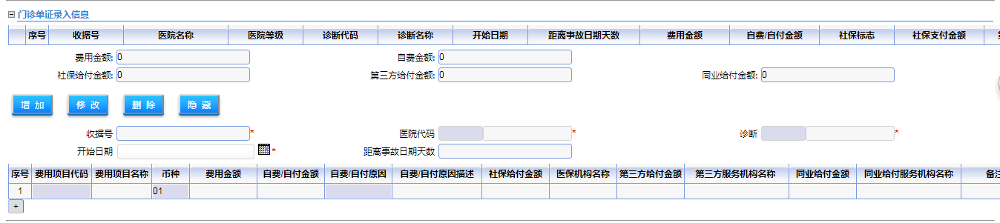 门诊单证录入信息
序号 收据号 医院名称 医院等级 诊断代码 诊断名称 开始日期 距离事故日期天数 费用金额 自费/自付金额 社保标志 社保支付金额
费用金额: 0 自费金额: 0
社保给付金额: 0 第三方给付金额: 0 同业给付金额: 0
增 加 修 改 删 除 隐 藏
收据号 * 医院代码 * 诊断 *
开始日期 * 距离事故日期天数
序号 费用项目代码 费用项目名称 币种 费用金额 自费/自付金额 自费/自付原因 自费/自付原因描述 社保给付金额 医保机构名称 第三方给付金额 第三方服务机构名称 同业给付金额 同业给付服务机构名称 备注
1 01
+